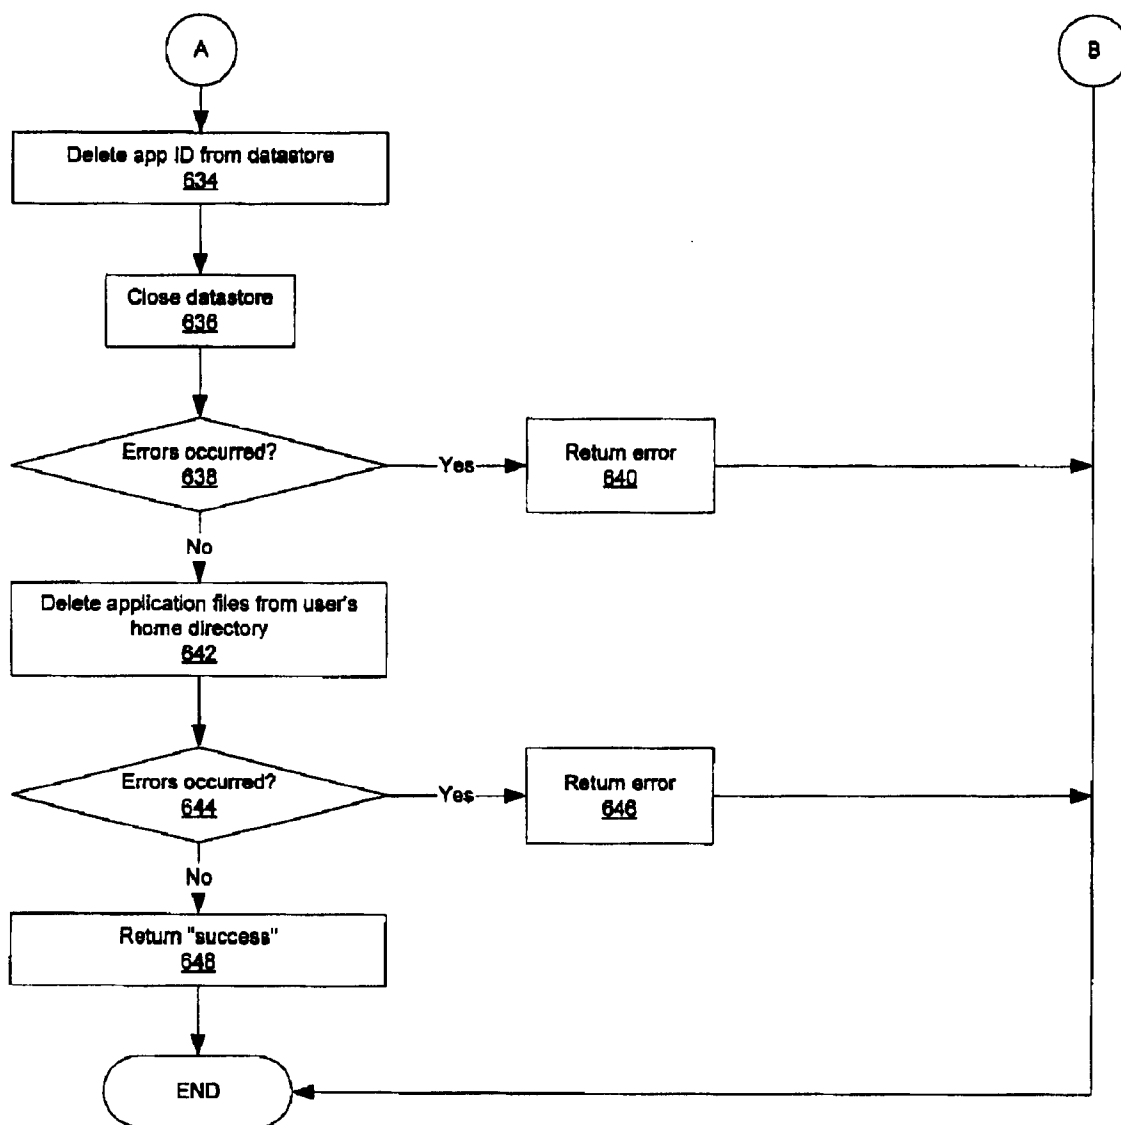 A
B
Delete app ID from datastore
634
Close datastore
636
Errors occurred?
638
Yes
Return error
640
No
Delete application files from user's
home directory
642
Errors occurred?
644
Yes
Return error
646
No
Return "success"
648
END